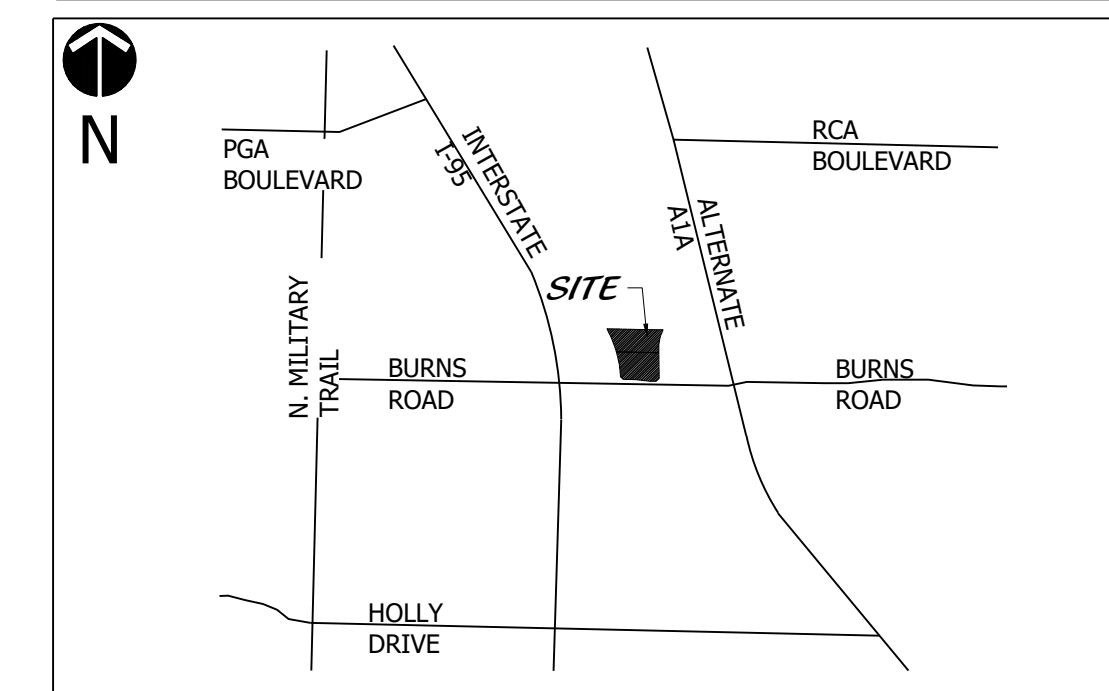 N
PGA
BOULEVARD
INTERSTATE
I-95
RCA
BOULEVARD
ALTERNATE
A1A
SITE
N. MILITARY
TRAIL
BURNS
ROAD
BURNS
ROAD
HOLLY
DRIVE